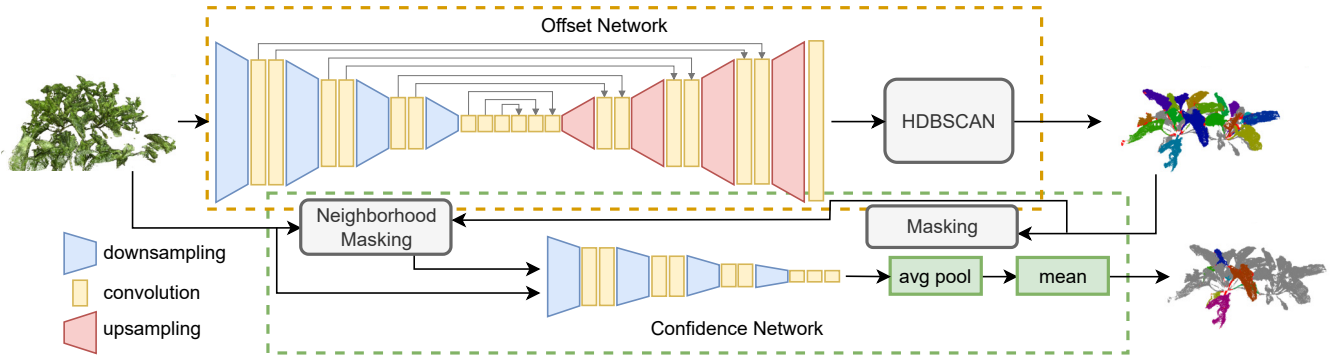 Offset Network
HDBSCAN
Neighborhood
Masking
Masking
downsampling
convolution
upsampling
avg pool
mean
Confidence Network